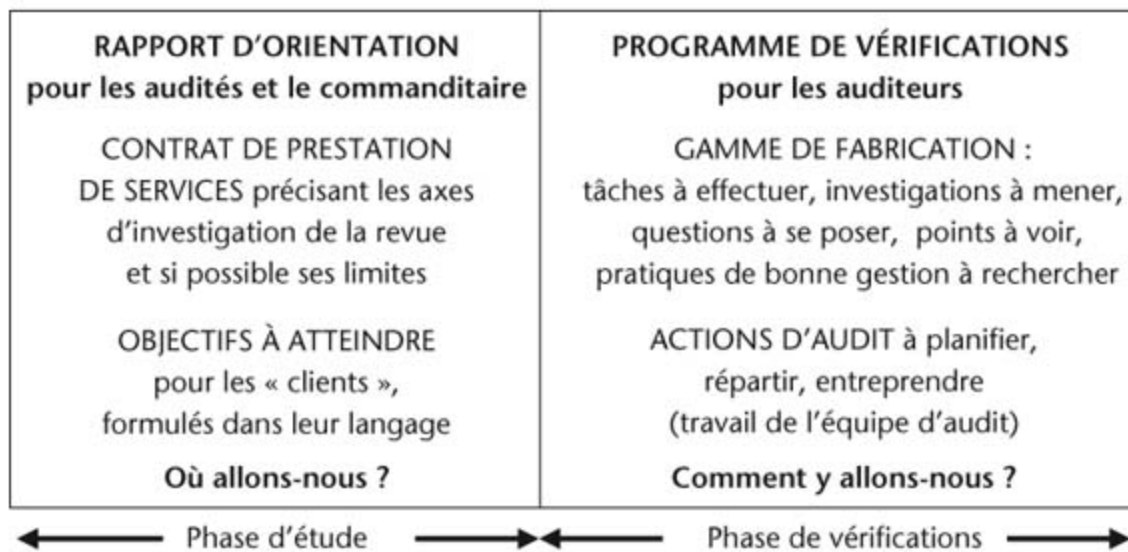 RAPPORT D'ORIENTATION
pour les audités et le commanditaire
CONTRAT DE PRESTATION
DE SERVICES précisant les axes
d'investigation de la revue
et si possible ses limites
OBJECTIFS À ATTEINDRE
pour les « clients »,
formulés dans leur langage
Où allons-nous ?
PROGRAMME DE VÉRIFICATIONS
pour les auditeurs
GAMME DE FABRICATION :
tâches à effectuer, investigations à mener,
questions à se poser, points à voir,
pratiques de bonne gestion à rechercher
ACTIONS D'AUDIT à planifier,
répartir, entreprendre
(travail de l'équipe d'audit)
Comment y allons-nous ?
Phase d'étude
Phase de vérifications